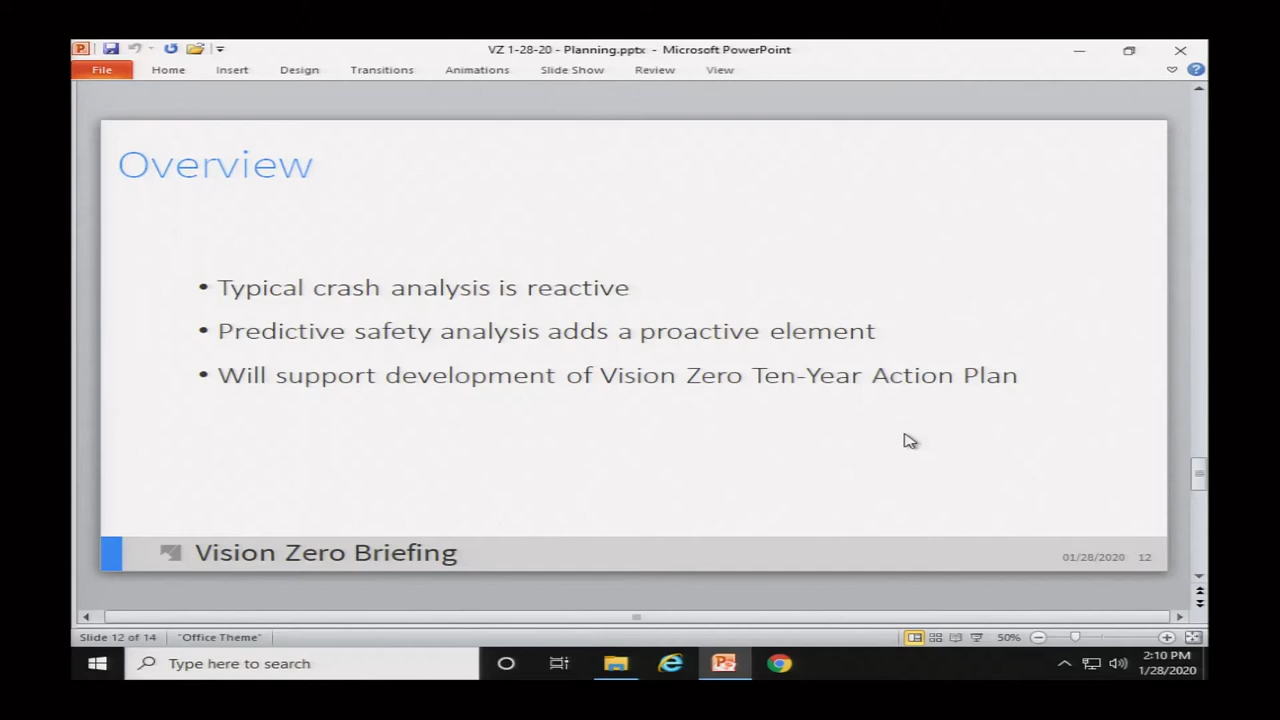 VZ 1-28-20 - Planning.pptx - Microsoft PowerPoint
File Home Insert Design Transitions Animations Slide Show Review View
Overview
• Typical crash analysis is reactive
• Predictive safety analysis adds a proactive element
• Will support development of Vision Zero Ten-Year Action Plan
Vision Zero Briefing 01/28/2020 12
Slide 12 of 14 "Office Theme" 50%
Type here to search 2:10 PM
1/28/2020